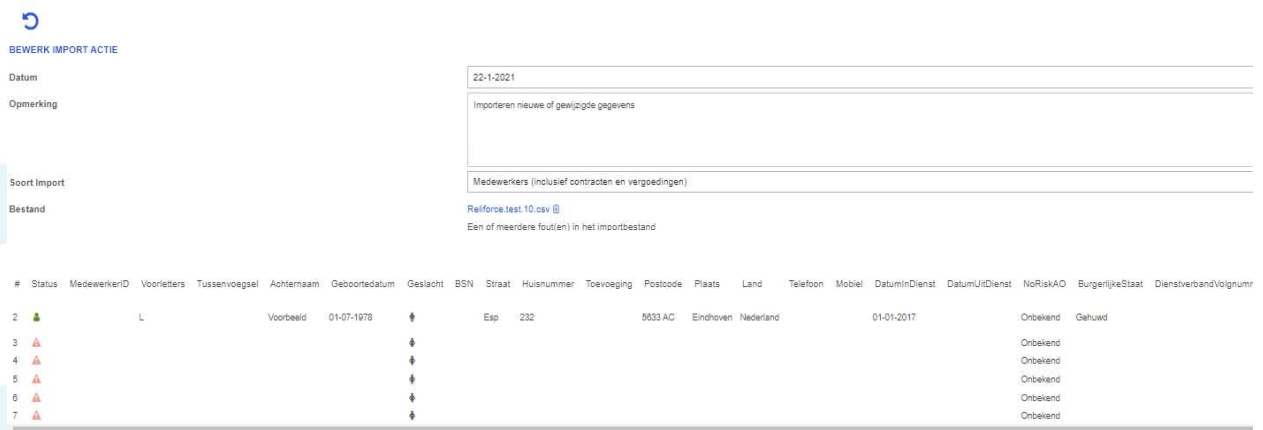 BEWERK IMPORT ACTIE
Datum 22-1-2021
Opmerking Importeren nieuwe of gewijzigde gegevens
Soort Import Medewerkers (inclusief contracten en vergoedingen)
Bestand Reliforce.test.10.csv
Een of meerdere fout(en) in het importbestand
# Status MedewerkerID Voorletters Tussenvoegsel Achternaam Geboortedatum Geslacht BSN Straat Huisnummer Toevoeging Postcode Plaats Land Telefoon Mobiel DatumInDienst DatumUitDienst NoRiskAO BurgerlijkeStaat DienstverbandVolgnumm
2 L Voorbeeld 01-07-1978 Esp 232 5633 AC Eindhoven Nederland 01-01-2017 Onbekend Gehuwd
3 Onbekend
4 Onbekend
5 Onbekend
6 Onbekend
7 Onbekend